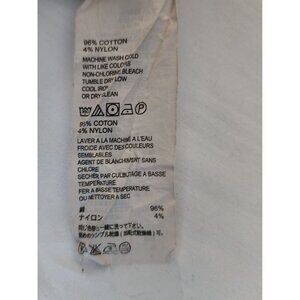 96% COTTON
4% NYLON
MACHINE WASH COLD
WITH LIKE COLORS
NON-CHLORINE BLEACH
TUMBLE DRY LOW
COOL IRON
OR DRY CLEAN
96% COTON
4% NYLON
LAVER A LA MACHINE A L'EAU
FROIDE AVEC DES COULEURS
SEMBLABLES
AGENT DE BLANCHIMENT SANS
CHLORE
SECHER PAR CULBUTAGE A BASSE
TEMPERATURE
FER A BASSE TEMPERATURE
OU NETTOYER A SEC
綿 96%
ナイロン 4%